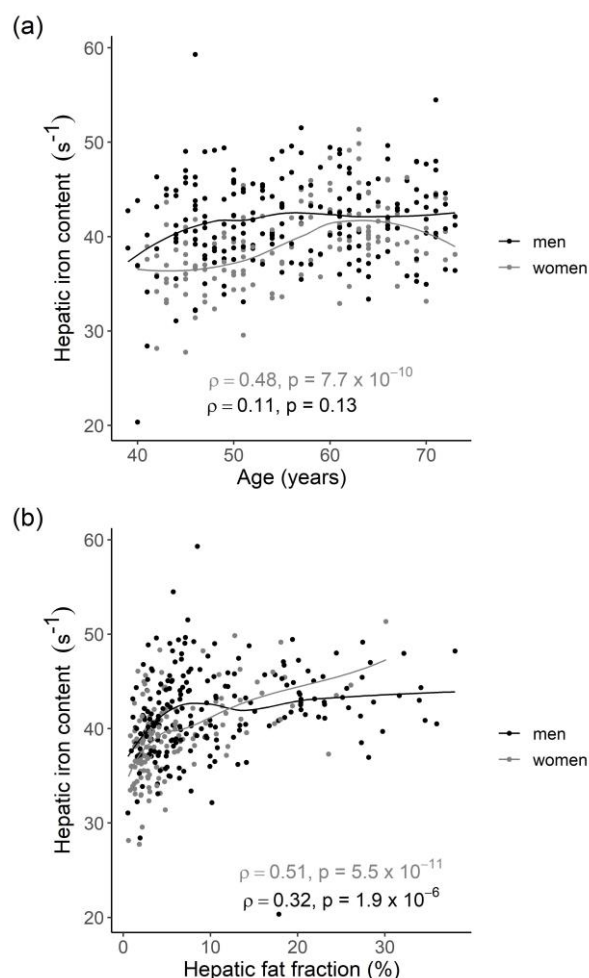 (a)
60
50
40
30
20
Hepatic iron content (s⁻¹)
men
women
ρ = 0.48, p = 7.7 x 10⁻¹⁰
ρ = 0.11, p = 0.13
40 50 60 70
Age (years)
(b)
60
50
40
30
20
Hepatic iron content (s⁻¹)
men
women
ρ = 0.51, p = 5.5 x 10⁻¹¹
ρ = 0.32, p = 1.9 x 10⁻⁶
0 10 20 30
Hepatic fat fraction (%)